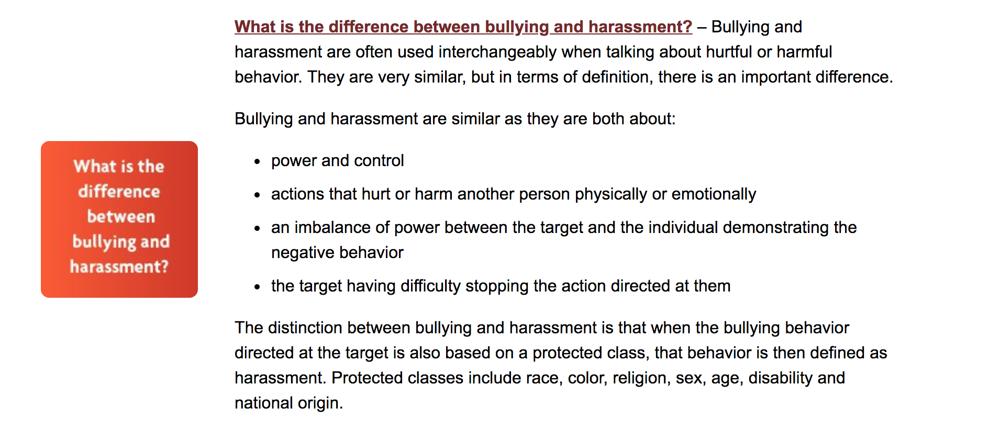 What is the difference between bullying and harassment? – Bullying and
harassment are often used interchangeably when talking about hurtful or harmful
behavior. They are very similar, but in terms of definition, there is an important difference.
Bullying and harassment are similar as they are both about:
• power and control
• actions that hurt or harm another person physically or emotionally
• an imbalance of power between the target and the individual demonstrating the
negative behavior
• the target having difficulty stopping the action directed at them
The distinction between bullying and harassment is that when the bullying behavior
directed at the target is also based on a protected class, that behavior is then defined as
harassment. Protected classes include race, color, religion, sex, age, disability and
national origin.
What is the
difference
between
bullying and
harassment?